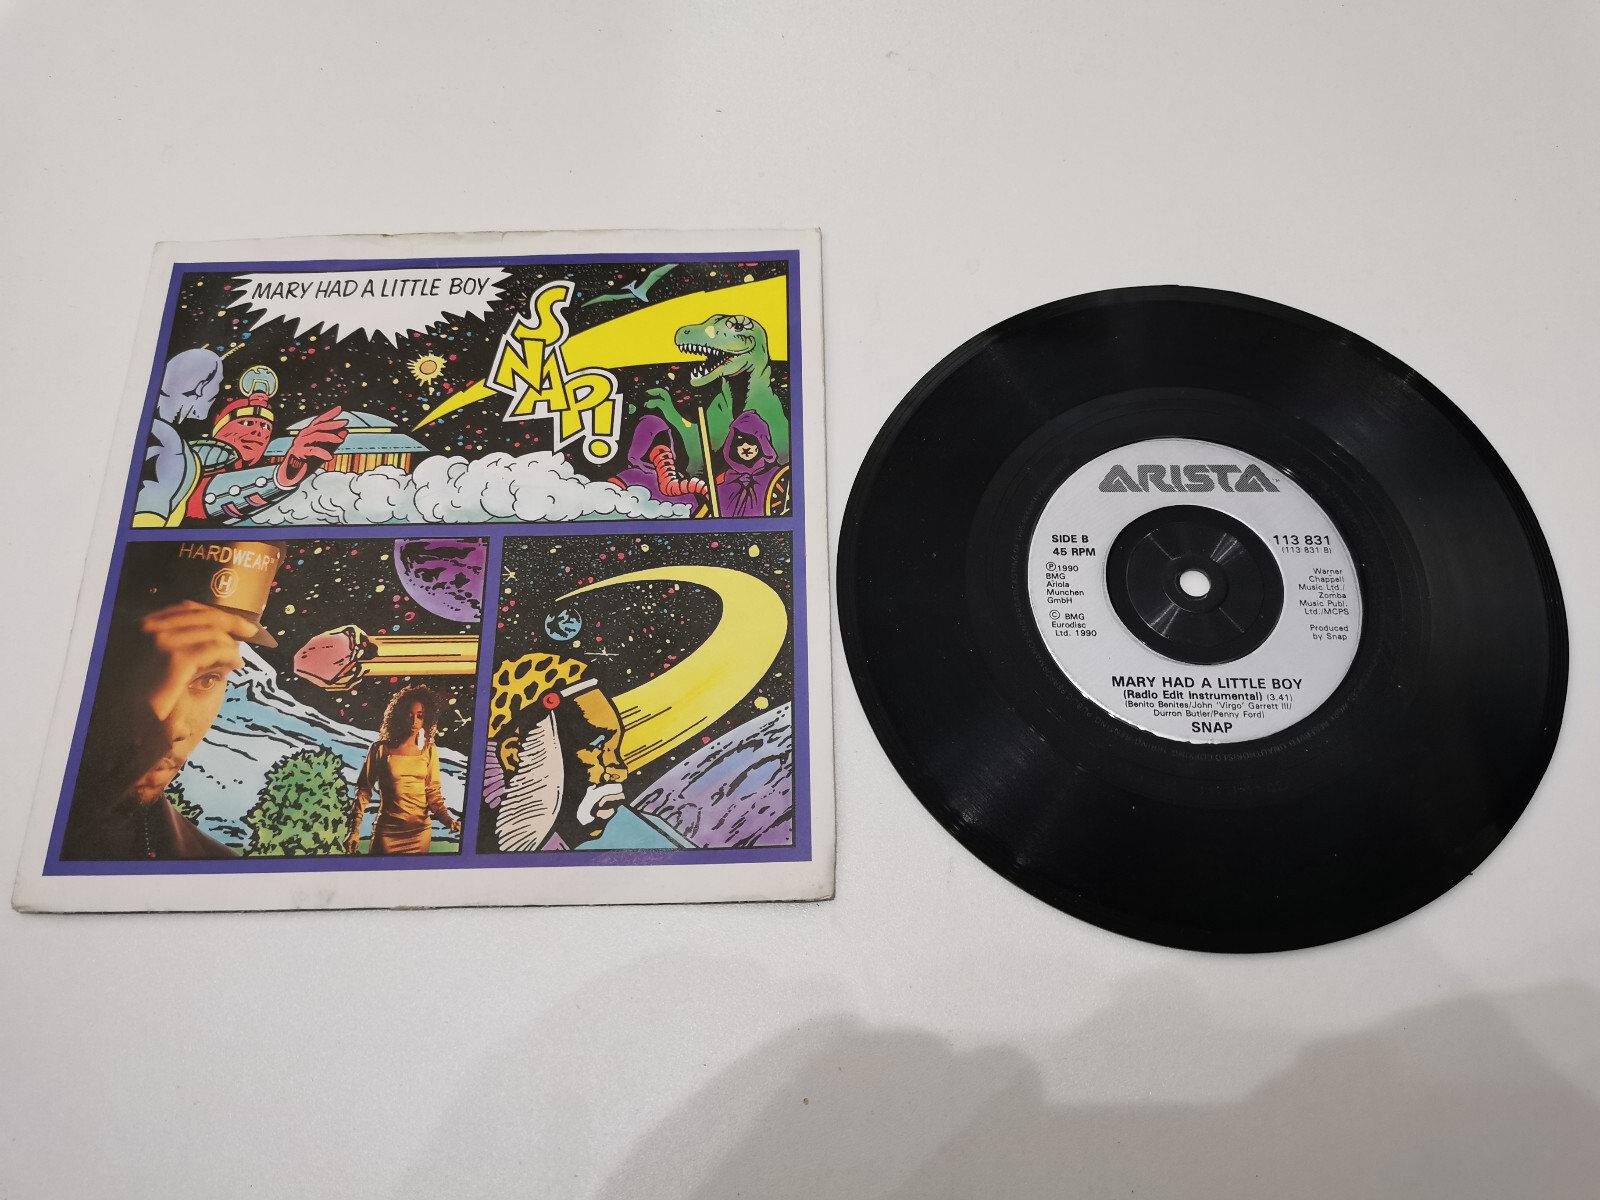 MARY HAD A LITTLE BOY
SNAP!
HARDWEAR
H
ARISTA
SIDE B
45 RPM
113 831
(113 831 B)
℗1990
BMG
Ariola
Munchen
GmbH
© BMG
Eurodisc
Ltd. 1990
Warner
Chappell
Music Ltd./
Zomba
Music Publ.
Ltd./MCPS
Produced
by Snap
MARY HAD A LITTLE BOY
(Radio Edit Instrumental) (3.41)
(Benito Benites/John 'Virgo' Garrett III/
Durron Butler/Penny Ford)
SNAP